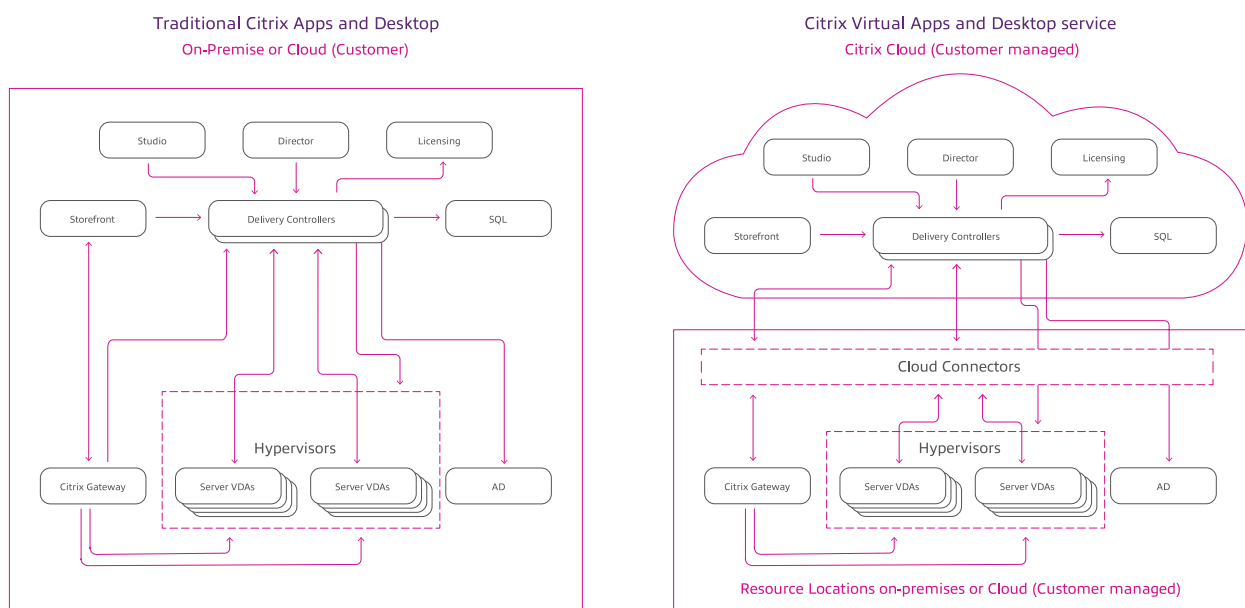 Traditional Citrix Apps and Desktop
On-Premise or Cloud (Customer)
Studio
Director
Licensing
Storefront
Delivery Controllers
SQL
Hypervisors
Citrix Gateway
Server VDAs
Server VDAs
AD
Citrix Virtual Apps and Desktop service
Citrix Cloud (Customer managed)
Studio
Director
Licensing
Storefront
Delivery Controllers
SQL
Cloud Connectors
Hypervisors
Citrix Gateway
Server VDAs
Server VDAs
AD
Resource Locations on-premises or Cloud (Customer managed)